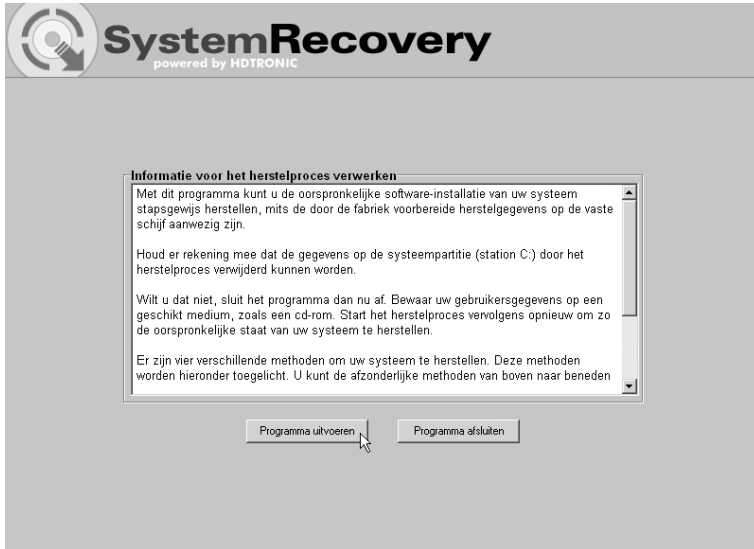 SystemRecovery
powered by HDTRONIC
Informatie voor het herstelproces verwerken
Met dit programma kunt u de oorspronkelijke software-installatie van uw systeem
stapsgewijs herstellen, mits de door de fabriek voorbereide herstelgegevens op de vaste
schijf aanwezig zijn.
Houd er rekening mee dat de gegevens op de systeempartitie (station C:) door het
herstelproces verwijderd kunnen worden.
Wilt u dat niet, sluit het programma dan nu af. Bewaar uw gebruikersgegevens op een
geschikt medium, zoals een cd-rom. Start het herstelproces vervolgens opnieuw om zo
de oorspronkelijke staat van uw systeem te herstellen.
Er zijn vier verschillende methoden om uw systeem te herstellen. Deze methoden
worden hieronder toegelicht. U kunt de afzonderlijke methoden van boven naar beneden
Programma uitvoeren
Programma afsluiten